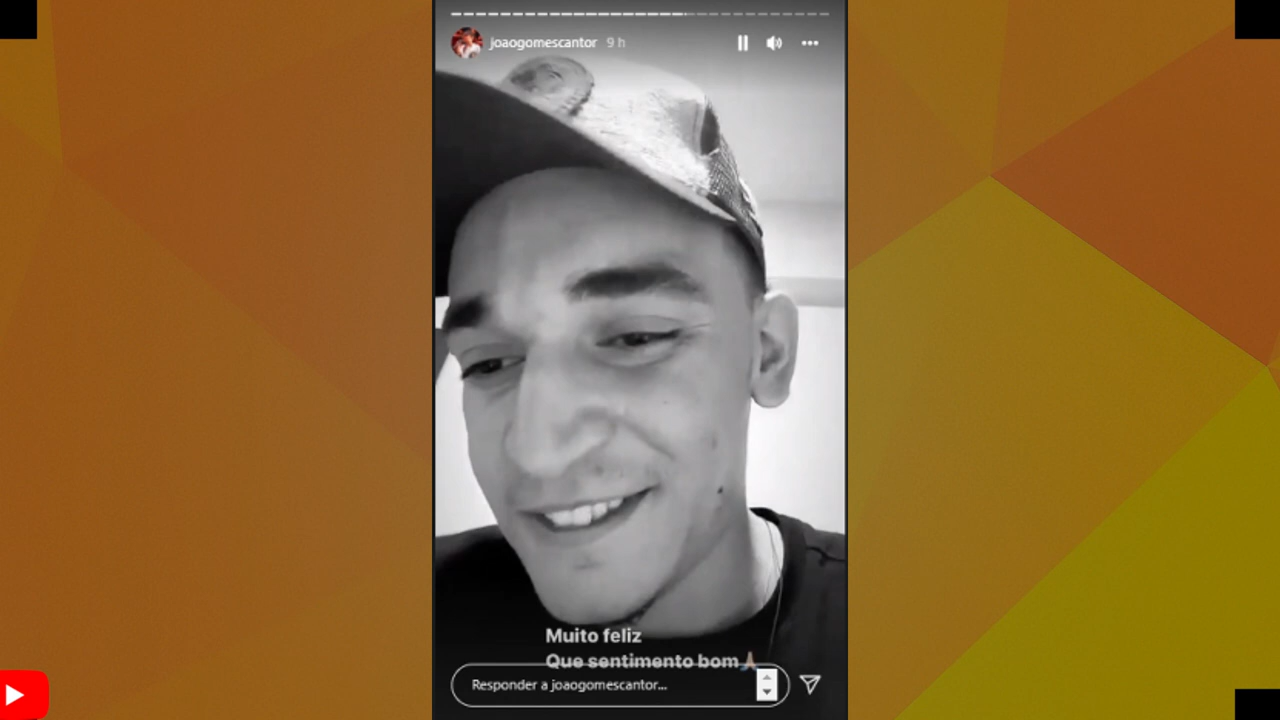 joaogomescantor 9 h
Muito feliz
Que sentimento bom🙏🏽
Responder a joaogomescantor...